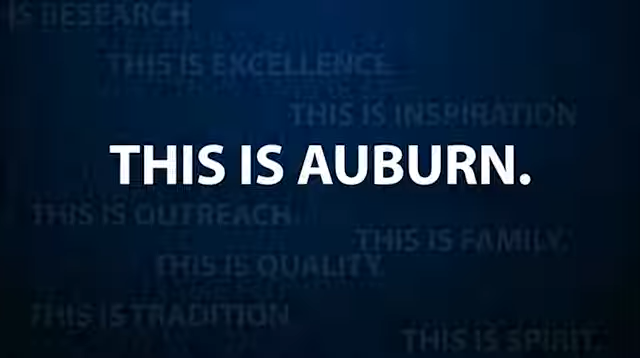 IS RESEARCH
THIS IS EXCELLENCE
THIS IS INSPIRATION
THIS IS AUBURN.
THIS IS OUTREACH.
THIS IS FAMILY.
THIS IS QUALITY.
THIS IS TRADITION
THIS IS SPIRIT.